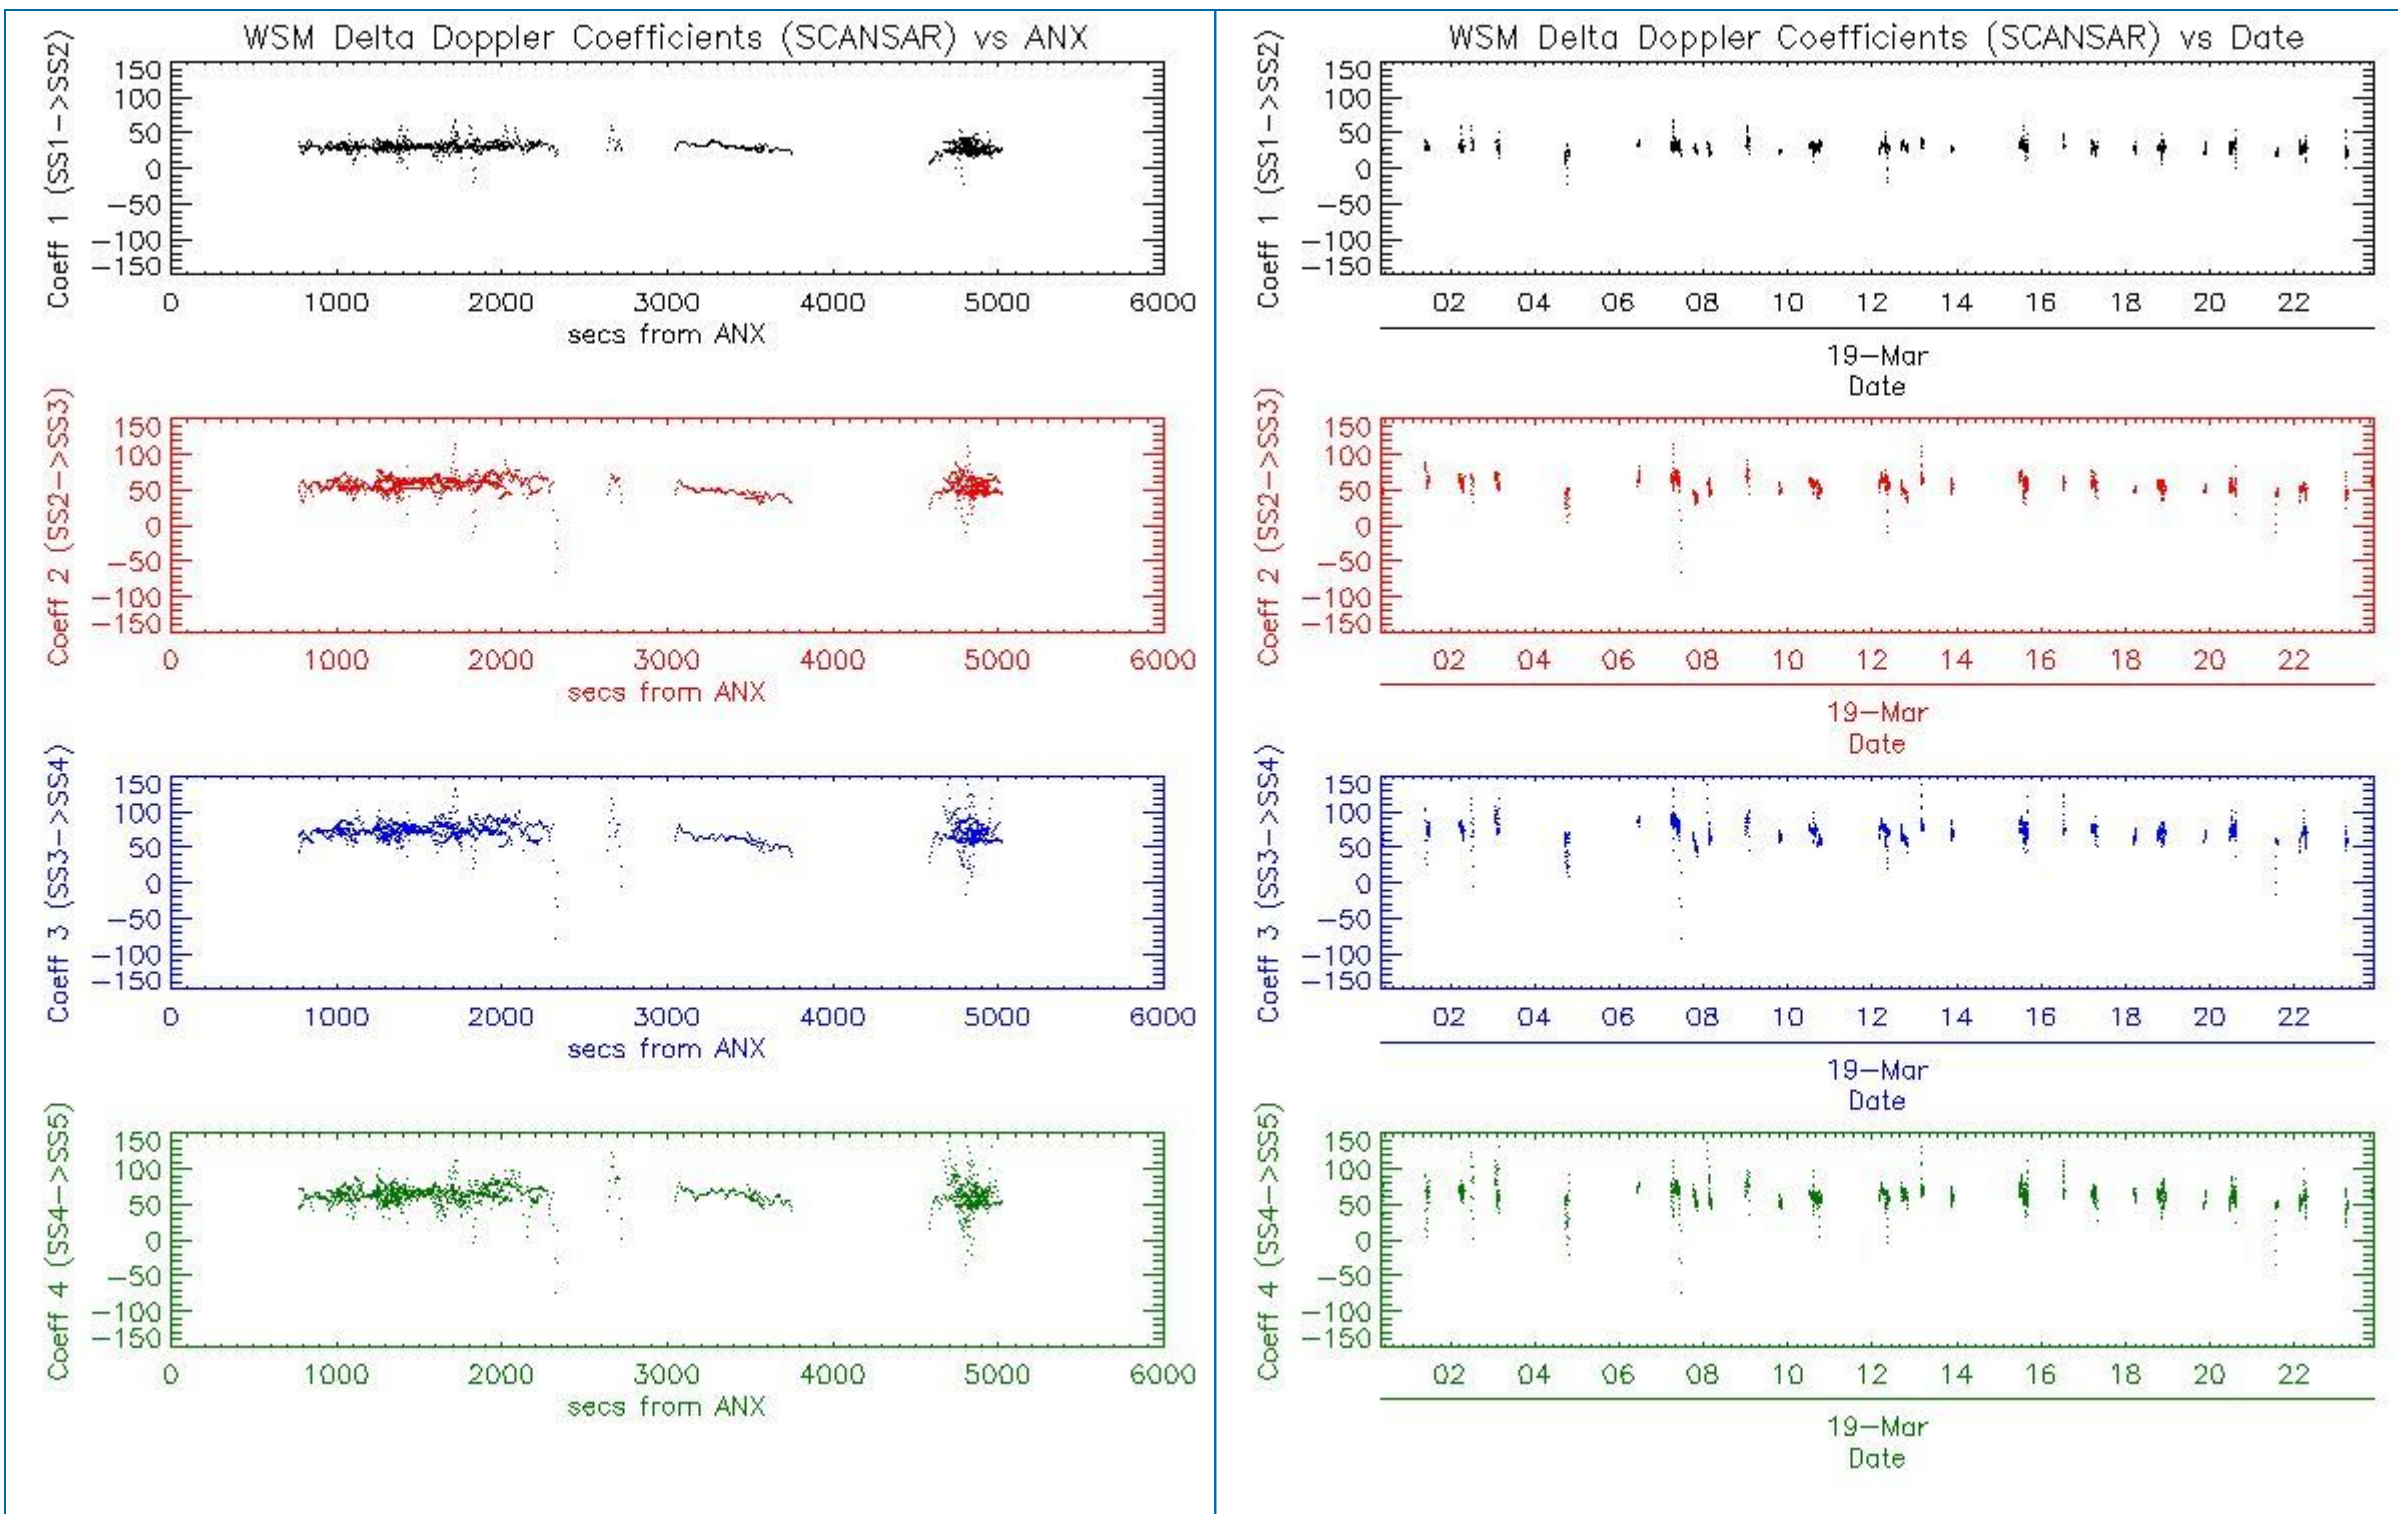 WSM Delta Doppler Coefficients (SCANSAR) vs ANX
Coeff 1 (SS1->SS2)
150
100
50
0
-50
-100
-150
0 1000 2000 3000 4000 5000 6000
secs from ANX
Coeff 2 (SS2->SS3)
150
100
50
0
-50
-100
-150
0 1000 2000 3000 4000 5000 6000
secs from ANX
Coeff 3 (SS3->SS4)
150
100
50
0
-50
-100
-150
0 1000 2000 3000 4000 5000 6000
secs from ANX
Coeff 4 (SS4->SS5)
150
100
50
0
-50
-100
-150
0 1000 2000 3000 4000 5000 6000
secs from ANX
WSM Delta Doppler Coefficients (SCANSAR) vs Date
Coeff 1 (SS1->SS2)
150
100
50
0
-50
-100
-150
02 04 06 08 10 12 14 16 18 20 22
19-Mar
Date
Coeff 2 (SS2->SS3)
150
100
50
0
-50
-100
-150
02 04 06 08 10 12 14 16 18 20 22
19-Mar
Date
Coeff 3 (SS3->SS4)
150
100
50
0
-50
-100
-150
02 04 06 08 10 12 14 16 18 20 22
19-Mar
Date
Coeff 4 (SS4->SS5)
150
100
50
0
-50
-100
-150
02 04 06 08 10 12 14 16 18 20 22
19-Mar
Date